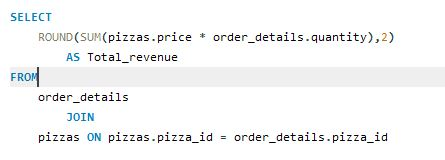 SELECT
ROUND(SUM(pizzas.price * order_details.quantity),2)
AS Total_revenue
FROM
order_details
JOIN
pizzas ON pizzas.pizza_id = order_details.pizza_id